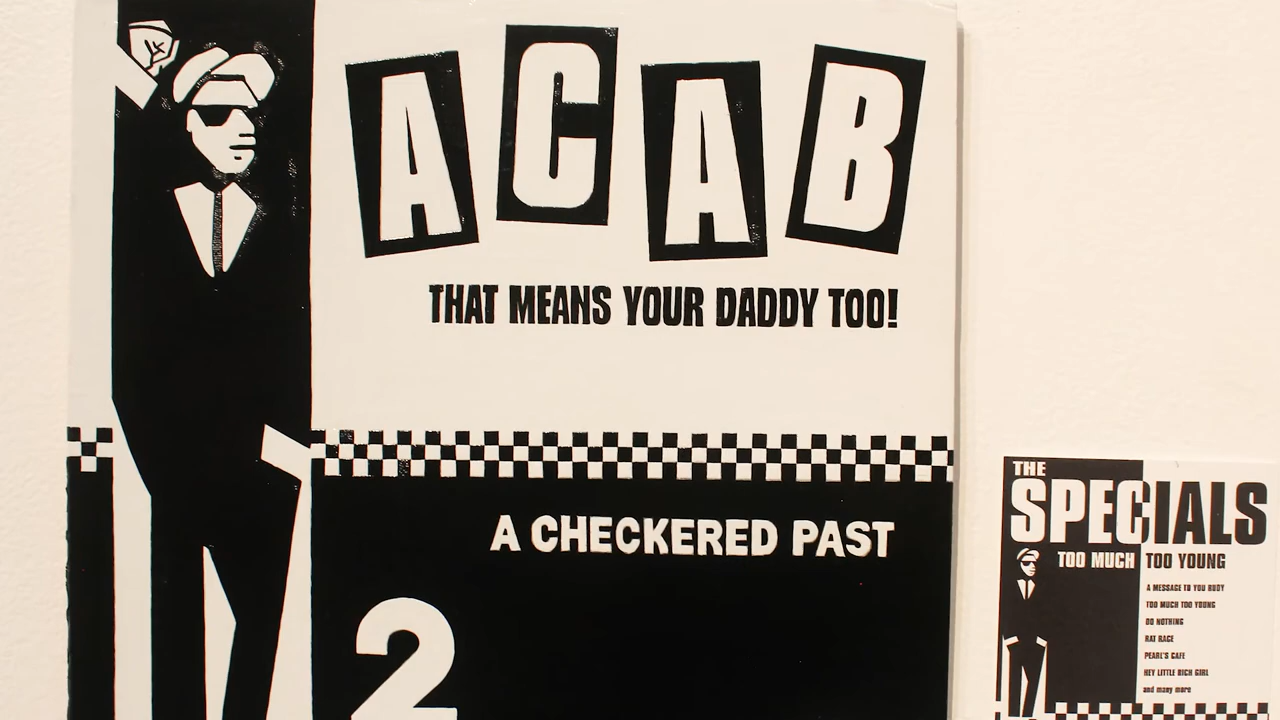 ACAB
THAT MEANS YOUR DADDY TOO!
A CHECKERED PAST
2
THE
SPECIALS
TOO MUCH TOO YOUNG
A MESSAGE TO YOU RUDY
TOO MUCH TOO YOUNG
DO NOTHING
RAT RACE
PEARL'S CAFE
HEY LITTLE RICH GIRL
and many more